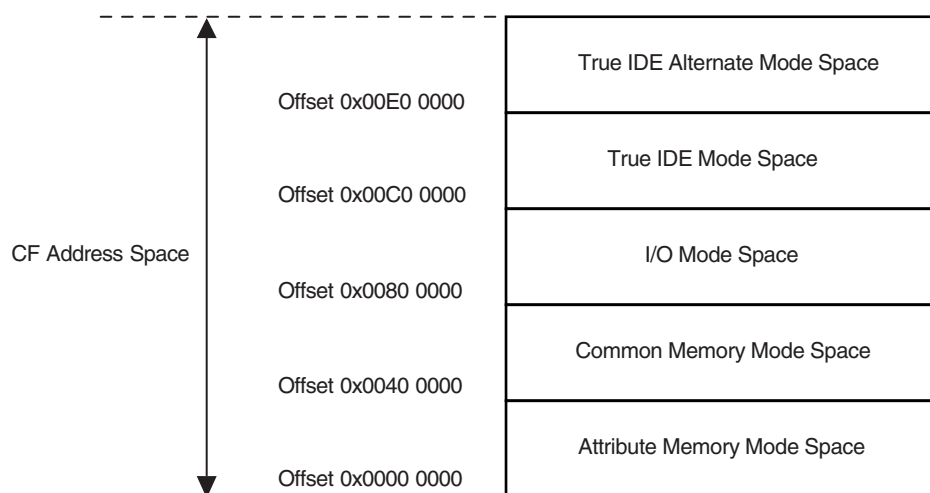 True IDE Alternate Mode Space
Offset 0x00E0 0000
True IDE Mode Space
Offset 0x00C0 0000
CF Address Space
I/O Mode Space
Offset 0x0080 0000
Common Memory Mode Space
Offset 0x0040 0000
Attribute Memory Mode Space
Offset 0x0000 0000